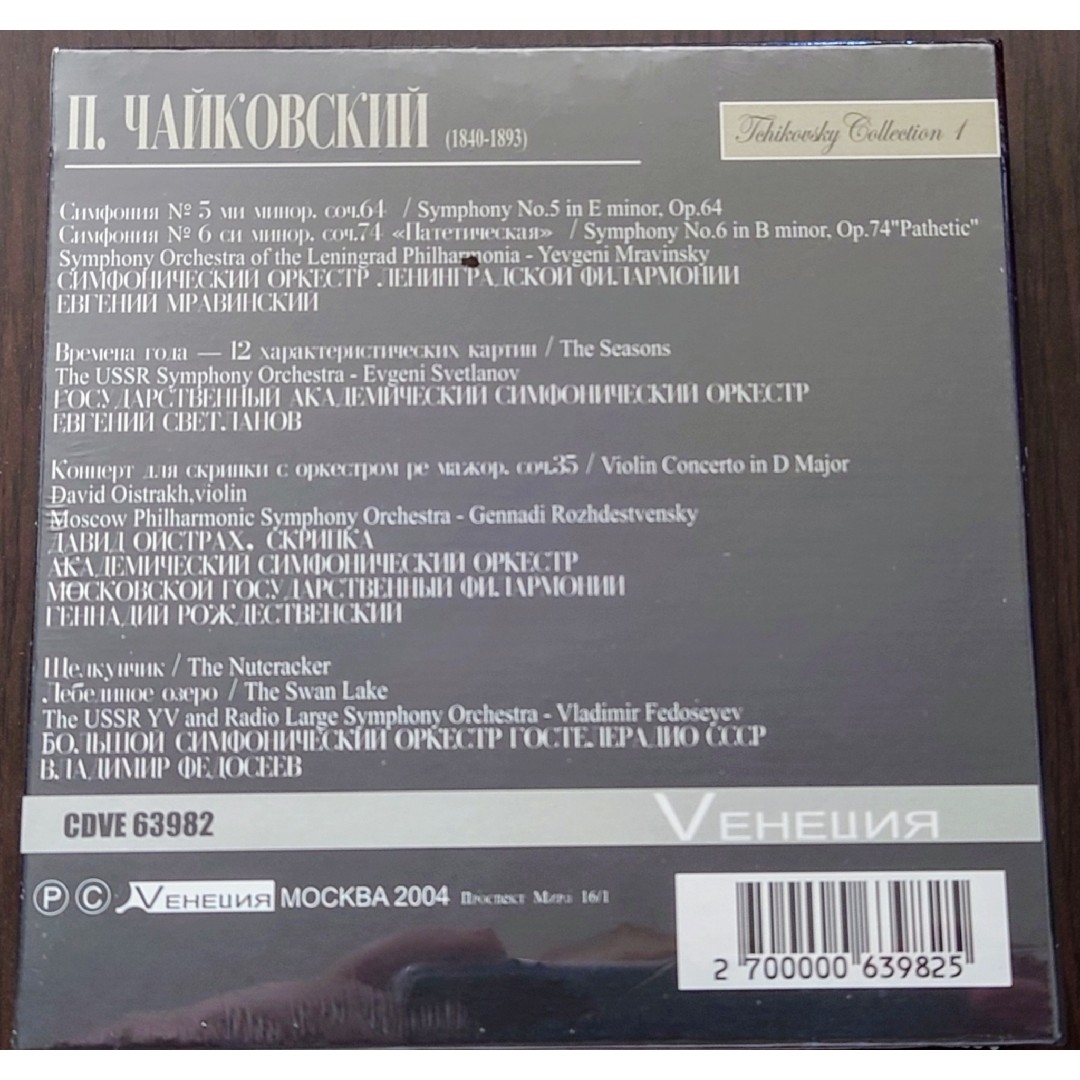 П. ЧАЙКОВСКИЙ (1840-1893)
Tchikovsky Collection 1
Симфония № 5 ми минор. соч.64 / Symphony No.5 in E minor, Op.64
Симфония № 6 си минор. соч.74 «Патетическая» / Symphony No.6 in B minor, Op.74"Pathetic"
Symphony Orchestra of the Leningrad Philharmonia - Yevgeni Mravinsky
СИМФОНИЧЕСКИЙ ОРКЕСТР ЛЕНИНГРАДСКОЙ ФИЛАРМОНИИ
ЕВГЕНИЙ МРАВИНСКИЙ
Времена года — 12 характеристических картин / The Seasons
The USSR Symphony Orchestra - Evgeni Svetlanov
ГОСУДАРСТВЕННЫЙ АКАДЕМИЧЕСКИЙ СИМФОНИЧЕСКИЙ ОРКЕСТР
ЕВГЕНИЙ СВЕТЛАНОВ
Концерт для скрипки с оркестром ре мажор. соч.35 / Violin Concerto in D Major
David Oistrakh,violin
Moscow Philharmonic Symphony Orchestra - Gennadi Rozhdestvensky
ДАВИД ОЙСТРАХ. СКРИПКА
АКАДЕМИЧЕСКИЙ СИМФОНИЧЕСКИЙ ОРКЕСТР
МОСКОВСКОЙ ГОСУДАРСТВЕННЫЙ ФИЛАРМОНИИ
ГЕННАДИЙ РОЖДЕСТВЕНСКИЙ
Щелкунчик / The Nutcracker
Лебединое озеро / The Swan Lake
The USSR YV and Radio Large Symphony Orchestra - Vladimir Fedoseyev
БОЛЬШОЙ СИМФОНИЧЕСКИЙ ОРКЕСТР ГОСТЕЛЕРАДИО СССР
ВЛАДИМИР ФЕДОСЕЕВ
CDVE 63982
VЕНЕЦИЯ
Ⓟ © VЕНЕЦИЯ МОСКВА 2004 Проспект Мира 16/1
2 700000 639825